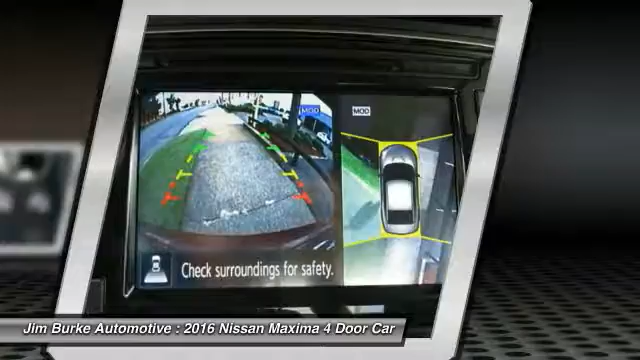 MOD
MOD
Check surroundings for safety.
Jim Burke Automotive : 2016 Nissan Maxima 4 Door Car